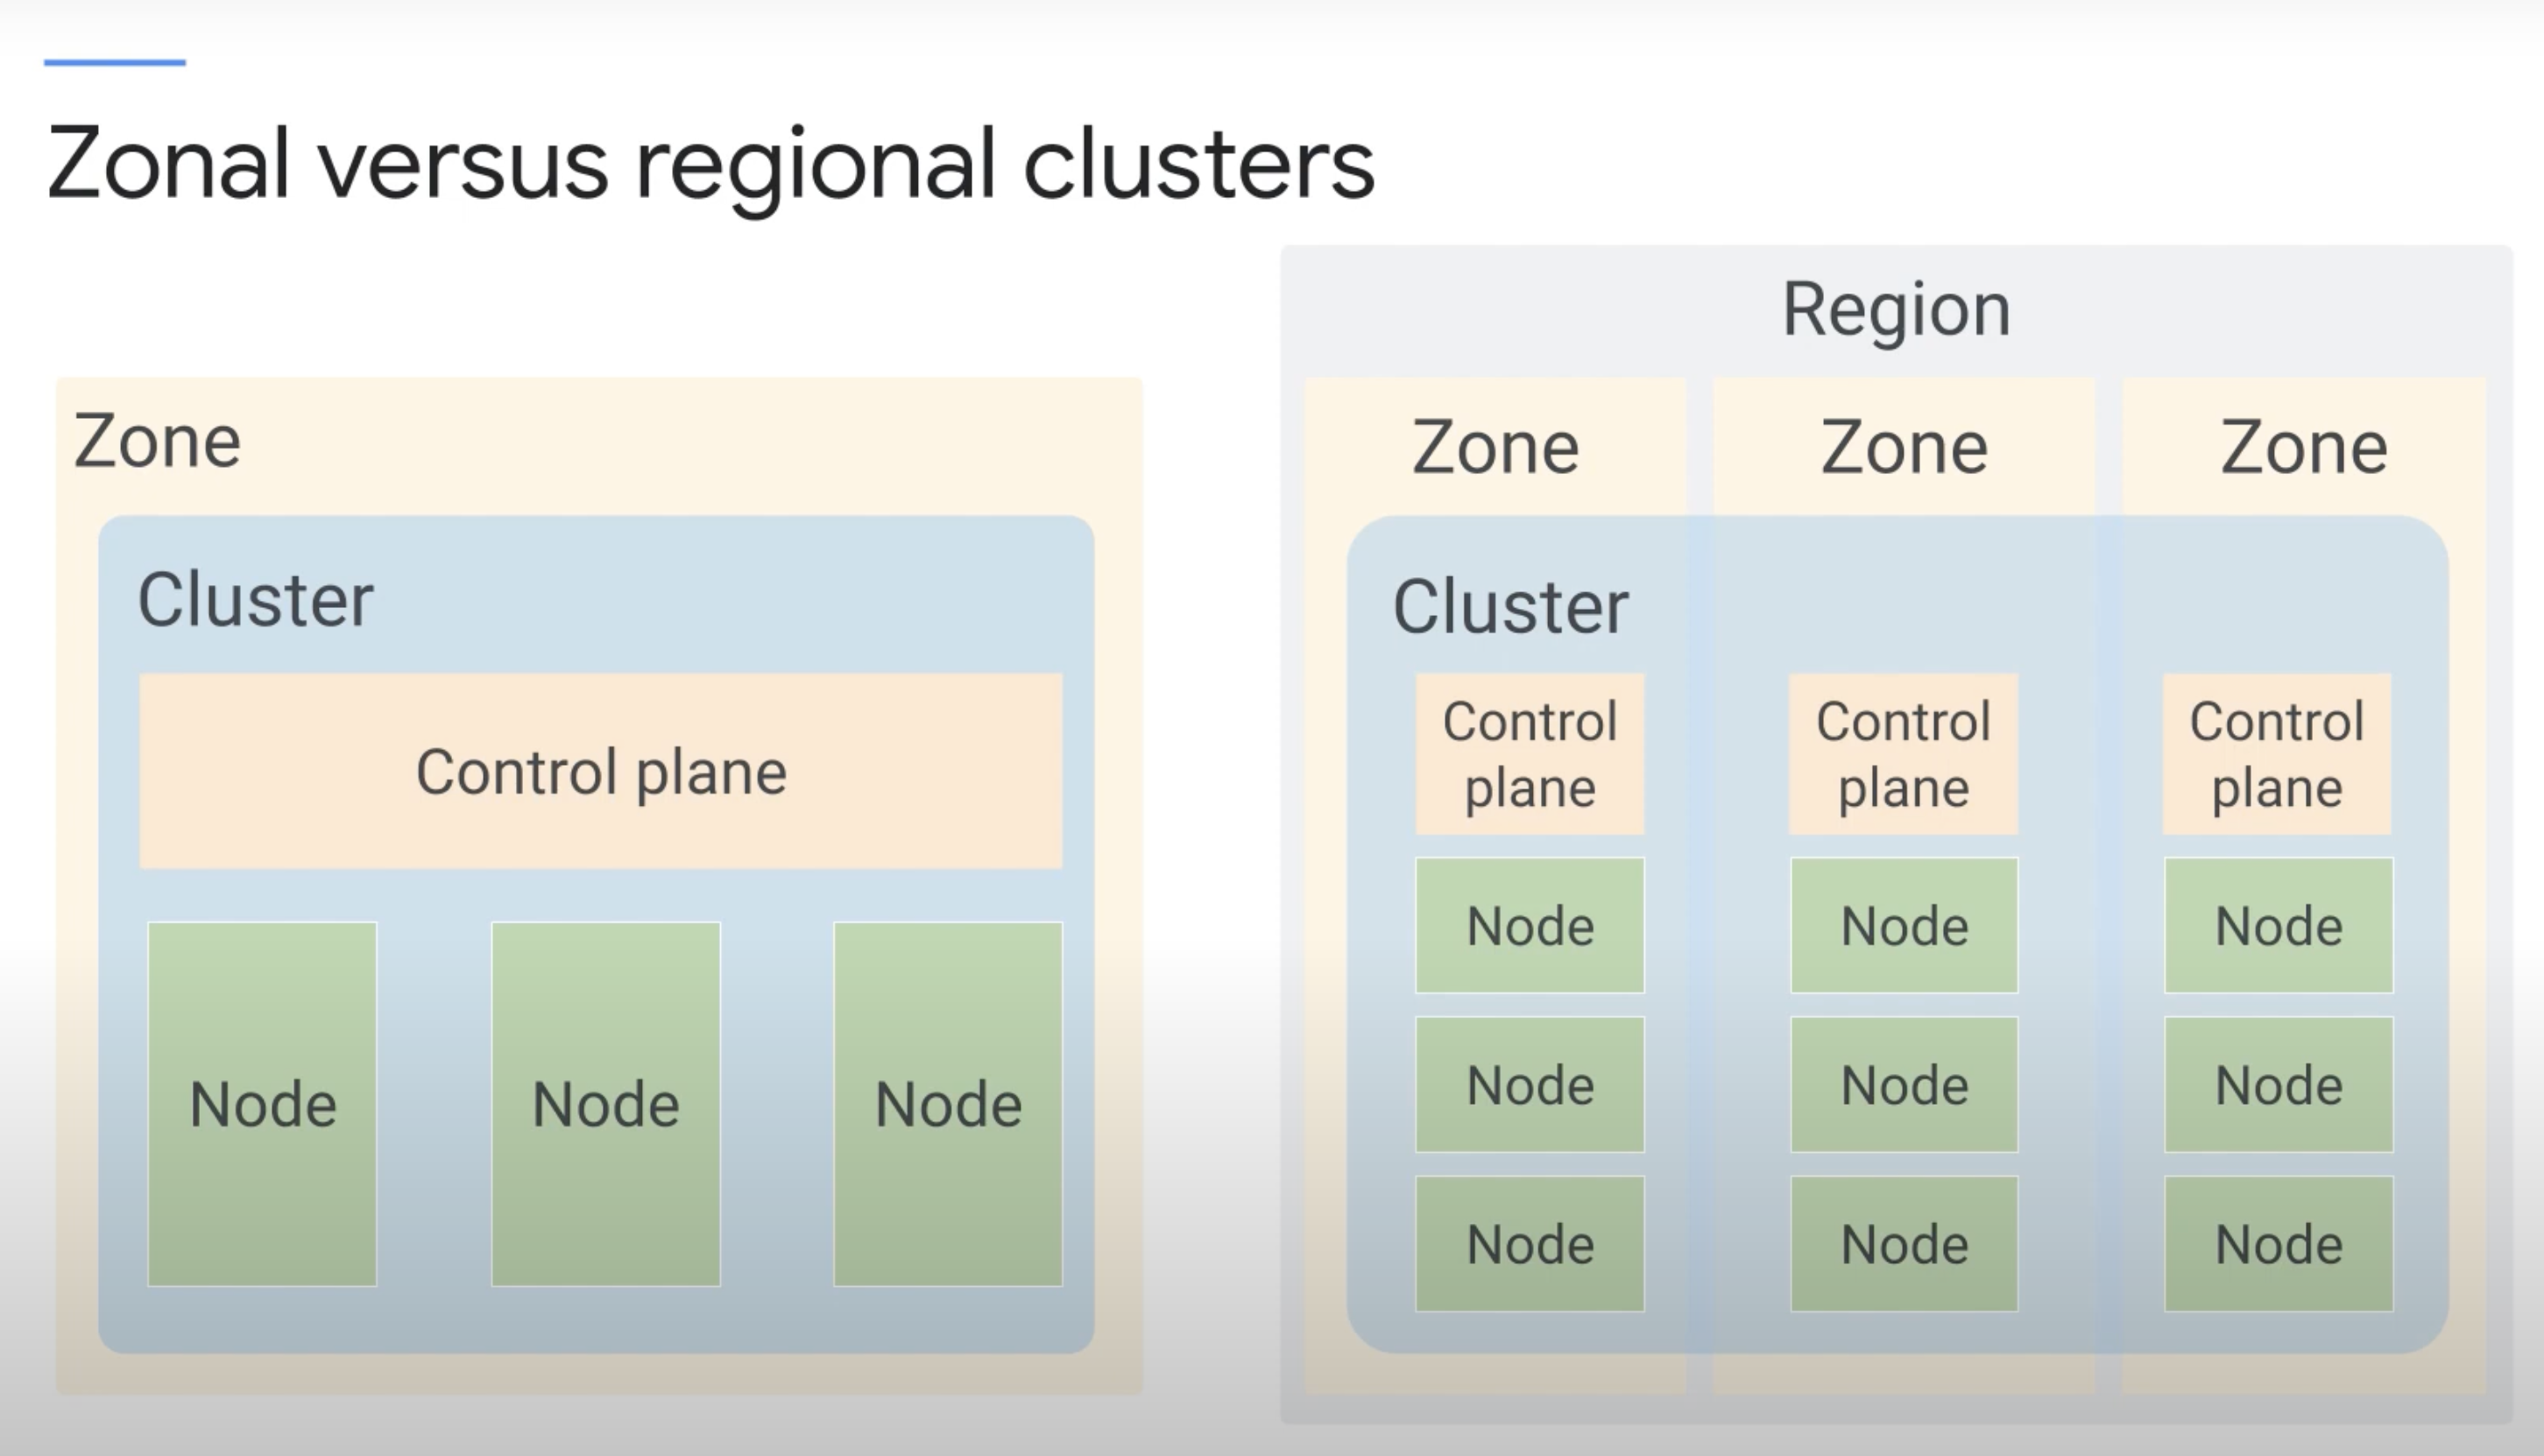 Zonal versus regional clusters
Zone
Cluster
Control plane
Node Node Node
Region
Zone Zone Zone
Cluster
Control Control Control
plane plane plane
Node Node Node
Node Node Node
Node Node Node